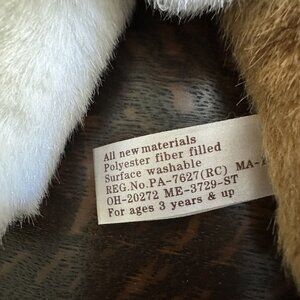 All new materials
Polyester fiber filled
Surface washable
REG.No.PA-7627(RC) MA-
OH-20272 ME-3729-ST
For ages 3 years & up